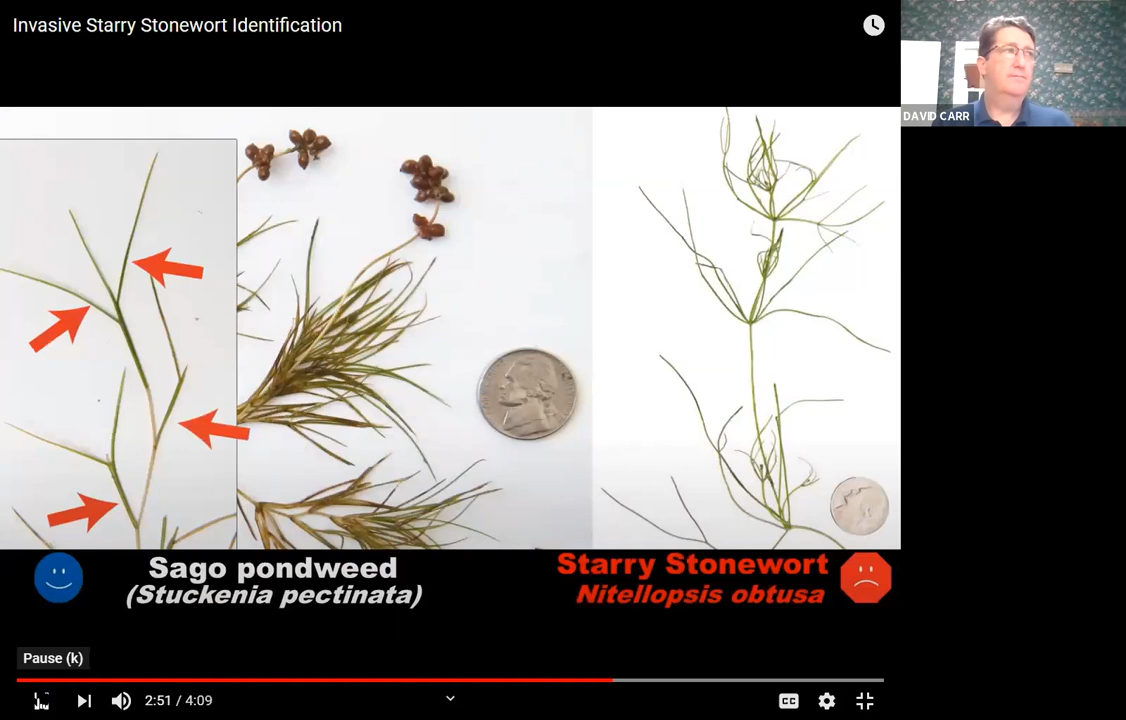 Invasive Starry Stonewort Identification
DAVID CARR
Sago pondweed
(Stuckenia pectinata)
Starry Stonewort
Nitellopsis obtusa
Pause (k)
2:51 / 4:09
CC